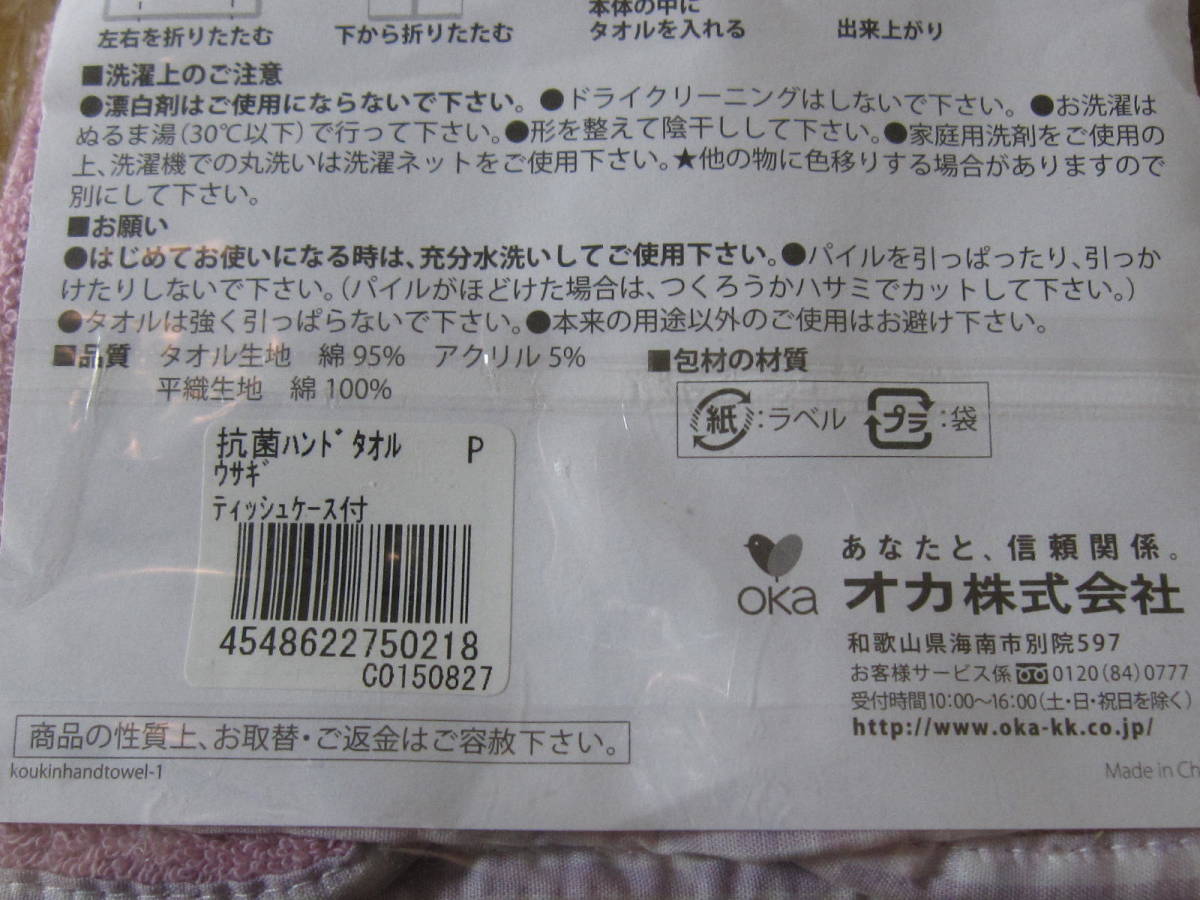 左右を折りたたむ
下から折りたたむ
本体の中に
タオルを入れる
出来上がり
■洗濯上のご注意
●漂白剤はご使用にならないで下さい。●ドライクリーニングはしないで下さい。●お洗濯は
ぬるま湯(30℃以下)で行って下さい。●形を整えて陰干しして下さい。●家庭用洗剤をご使用の
上、洗濯機での丸洗いは洗濯ネットをご使用下さい。★他の物に色移りする場合がありますので
別にして下さい。
■お願い
●はじめてお使いになる時は、充分水洗いしてご使用下さい。●パイルを引っぱったり、引っか
けたりしないで下さい。(パイルがほどけた場合は、つくろうかハサミでカットして下さい。)
●タオルは強く引っぱらないで下さい。●本来の用途以外のご使用はお避け下さい。
■品質 タオル生地 綿95% アクリル5%
平織生地 綿100%
■包材の材質
紙:ラベル プラ:袋
抗菌ハンドタオル P
ウサギ
ティッシュケース付
4548622750218
C0150827
あなたと、信頼関係。
oka オカ株式会社
和歌山県海南市別院597
お客様サービス係 0120(84)0777
受付時間10:00〜16:00(土・日・祝日を除く)
http://www.oka-kk.co.jp/
商品の性質上、お取替・ご返金はご容赦下さい。
koukinhandtowel-1
Made in Ch